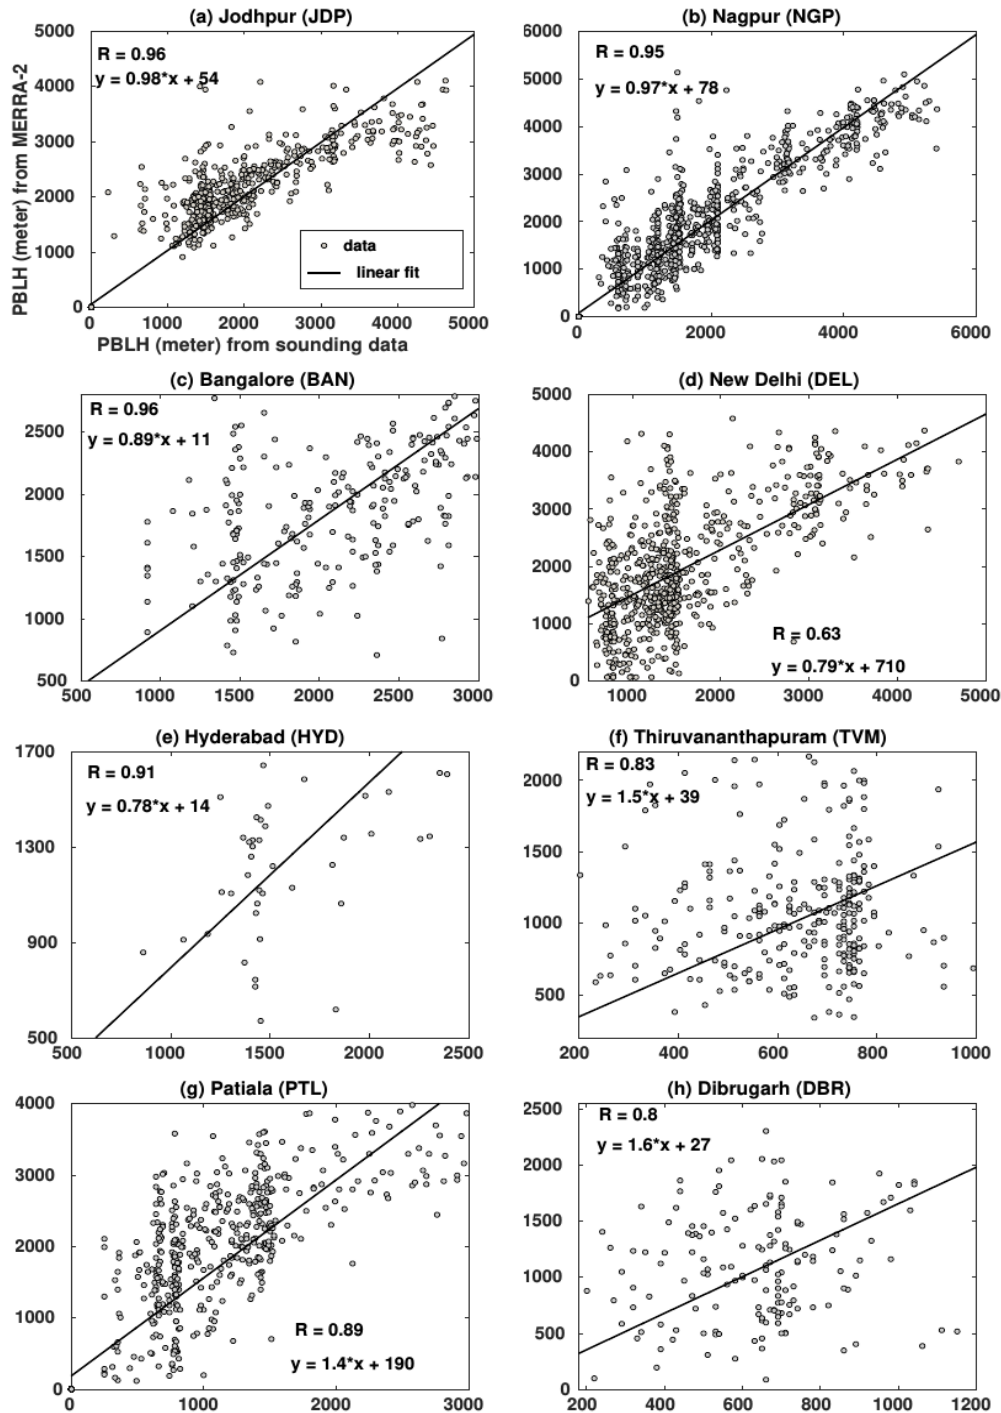 (a) Jodhpur (JDP)
R = 0.96
y = 0.98*x + 54
5000
4000
3000
2000
1000
0
data
linear fit
0 1000 2000 3000 4000 5000
PBLH (meter) from MERRA-2
PBLH (meter) from sounding data
(b) Nagpur (NGP)
R = 0.95
y = 0.97*x + 78
6000
5000
4000
3000
2000
1000
0
0 2000 4000 6000
(c) Bangalore (BAN)
R = 0.96
y = 0.89*x + 11
2500
2000
1500
1000
500
500 1000 1500 2000 2500 3000
(d) New Delhi (DEL)
5000
4000
3000
2000
1000
0
R = 0.63
y = 0.79*x + 710
1000 2000 3000 4000 5000
(e) Hyderabad (HYD)
R = 0.91
y = 0.78*x + 14
1700
1300
900
500
500 1000 1500 2000 2500
(f) Thiruvananthapuram (TVM)
R = 0.83
y = 1.5*x + 39
2000
1500
1000
500
200 400 600 800 1000
(g) Patiala (PTL)
4000
3000
2000
1000
0
R = 0.89
y = 1.4*x + 190
0 1000 2000 3000
(h) Dibrugarh (DBR)
R = 0.8
y = 1.6*x + 27
2500
2000
1500
1000
500
0
200 400 600 800 1000 1200